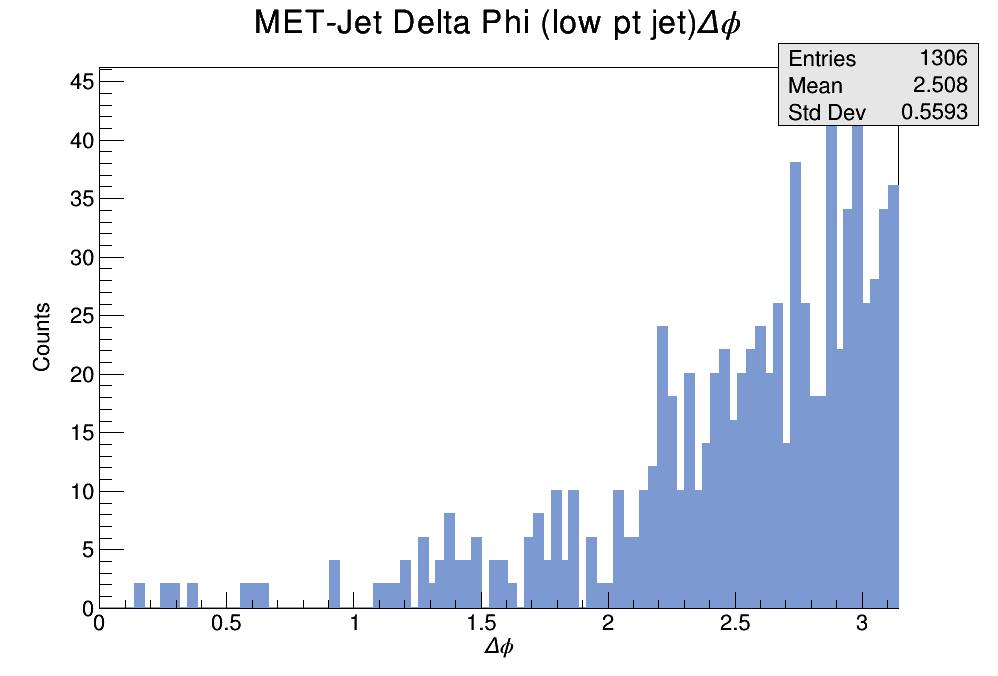 MET-Jet Delta Phi (low pt jet)Δϕ
Entries 1306
Mean 2.508
Std Dev 0.5593
45
40
35
30
25
20
15
10
5
0
Counts
0 0.5 1 1.5 2 2.5 3
Δϕ